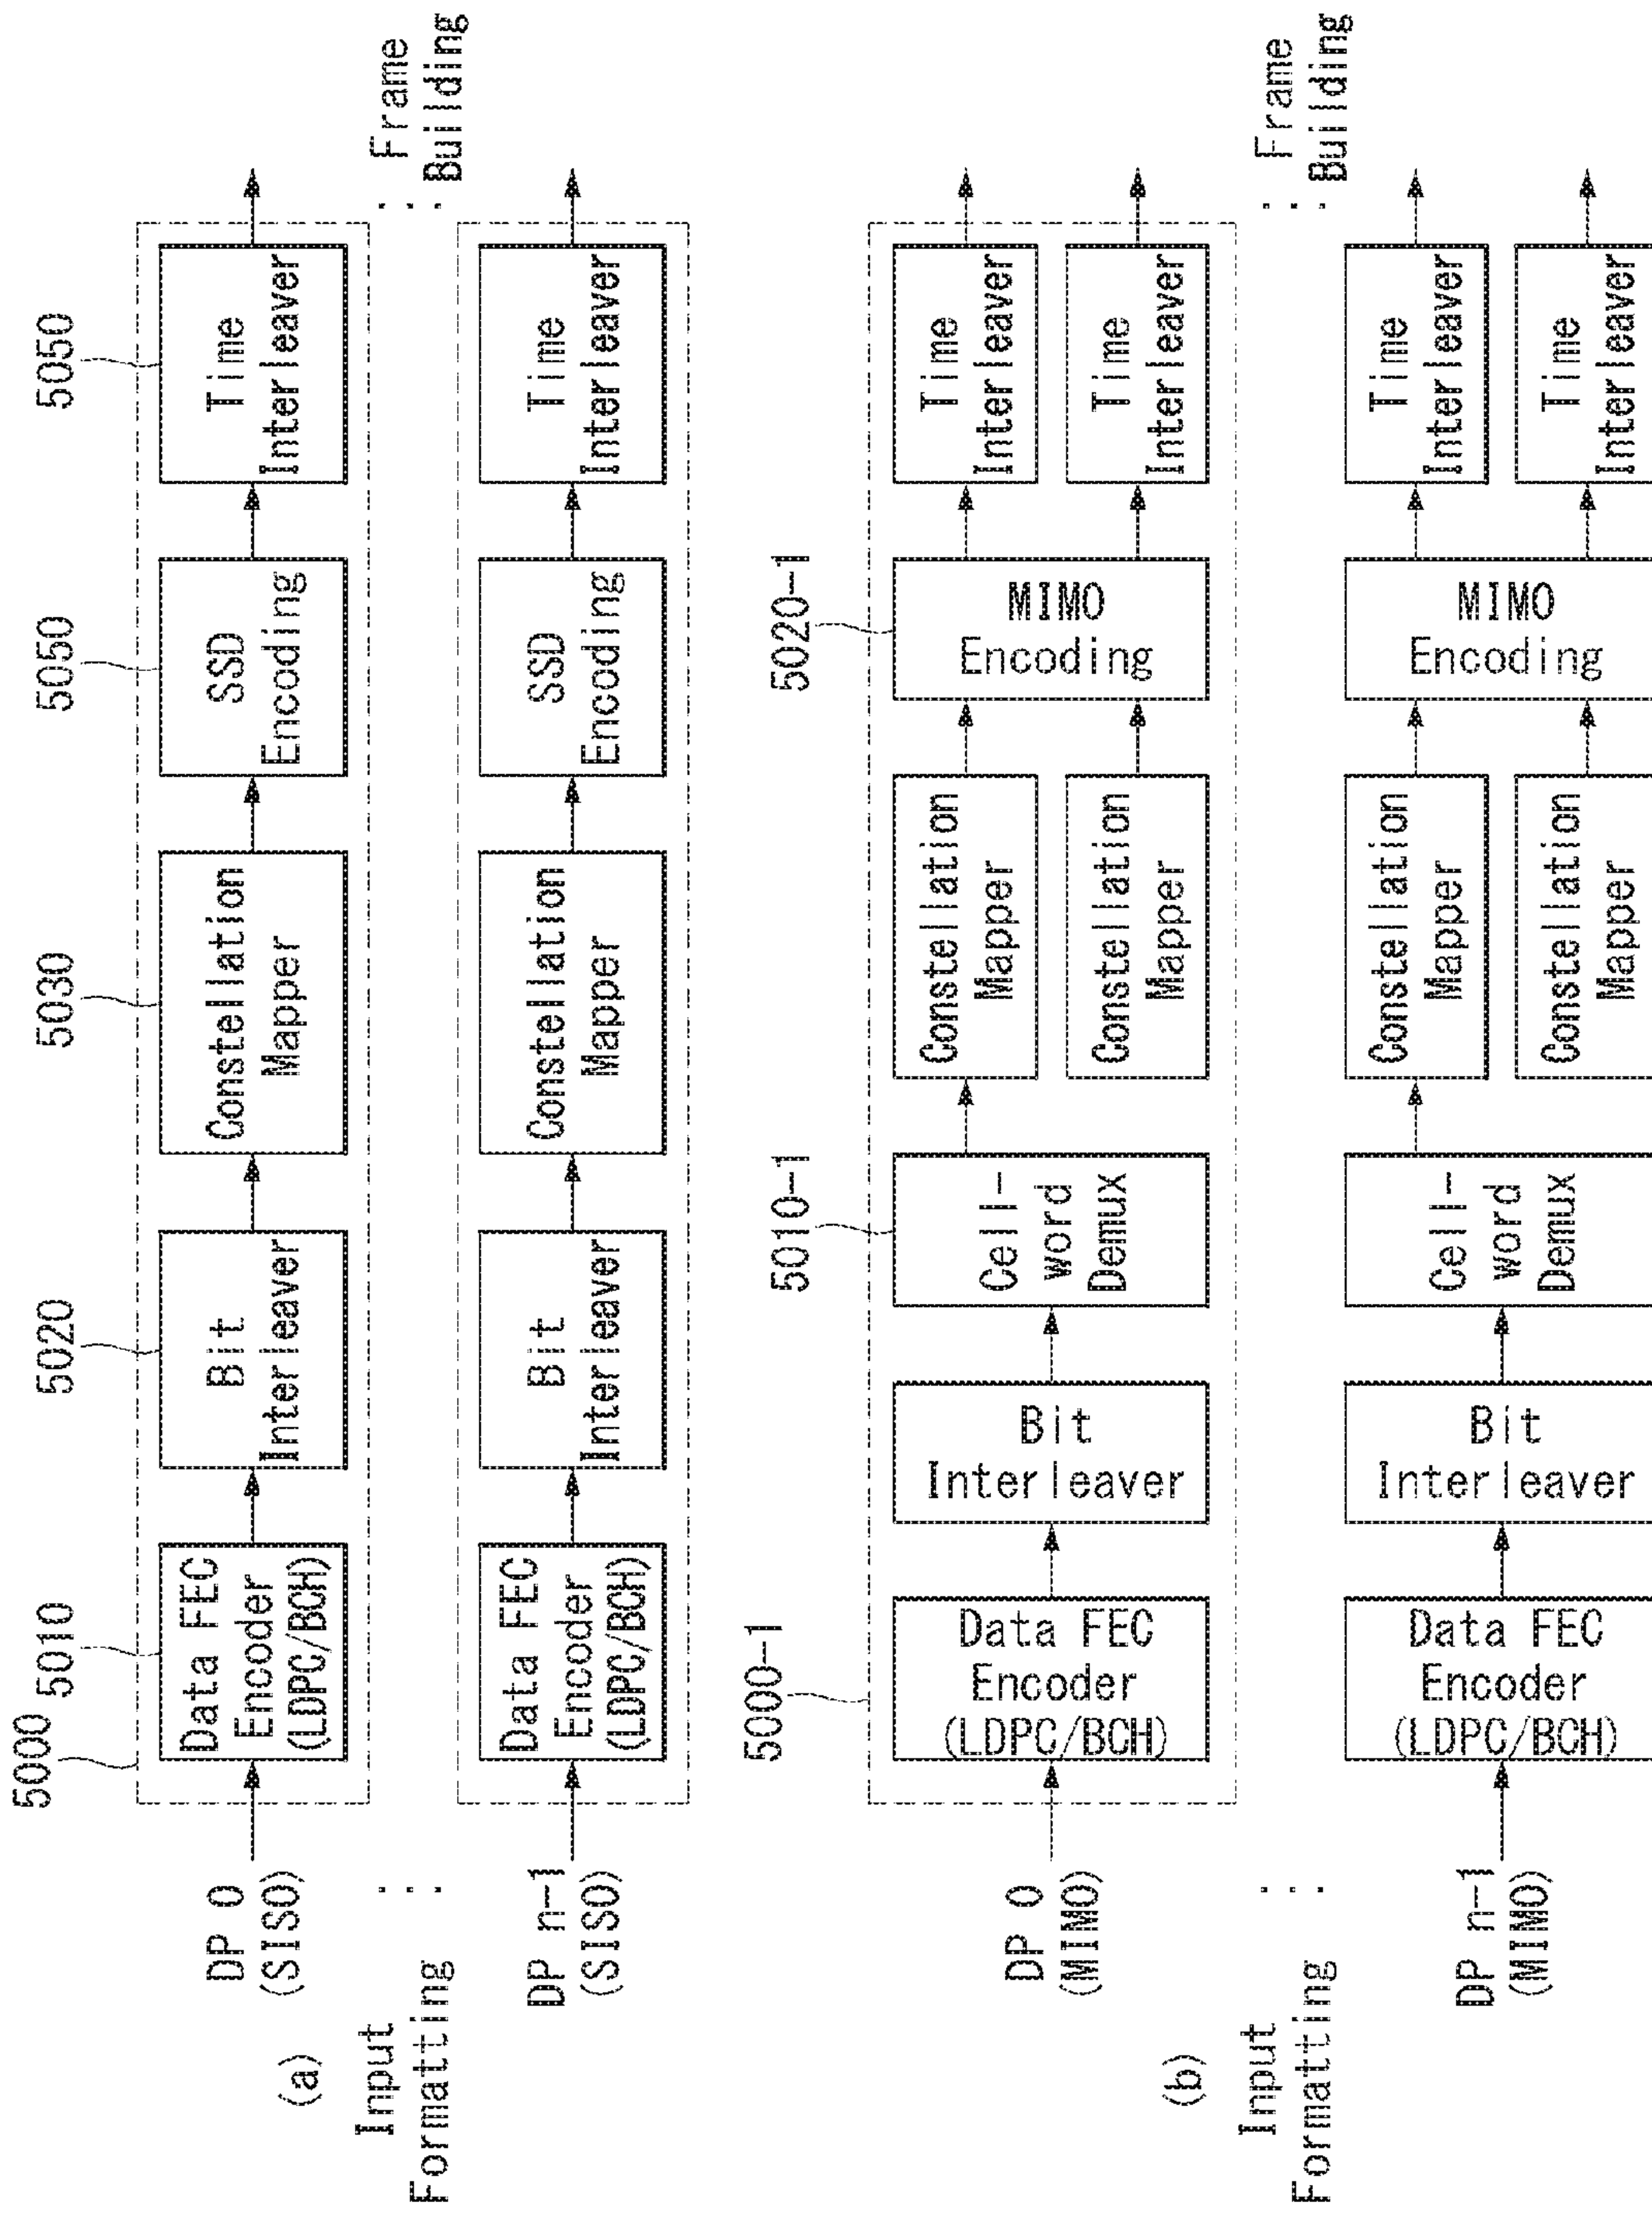 5000
5010
5020
5030
5050
5050
(a)
Input
Formatting
DP 0
(SISO)
Data FEC
Encoder
(LDPC/BCH)
Bit
Interleaver
Constellation
Mapper
SSD
Encoding
Time
Interleaver
Frame
Building
DP n-1
(SISO)
Data FEC
Encoder
(LDPC/BCH)
Bit
Interleaver
Constellation
Mapper
SSD
Encoding
Time
Interleaver
5000-1
5010-1
5020-1
(b)
Input
Formatting
DP 0
(MIMO)
Data FEC
Encoder
(LDPC/BCH)
Bit
Interleaver
Cell-
word
Demux
Constellation
Mapper
Constellation
Mapper
MIMO
Encoding
Time
Interleaver
Time
Interleaver
Frame
Building
DP n-1
(MIMO)
Data FEC
Encoder
(LDPC/BCH)
Bit
Interleaver
Cell-
word
Demux
Constellation
Mapper
Constellation
Mapper
MIMO
Encoding
Time
Interleaver
Time
Interleaver